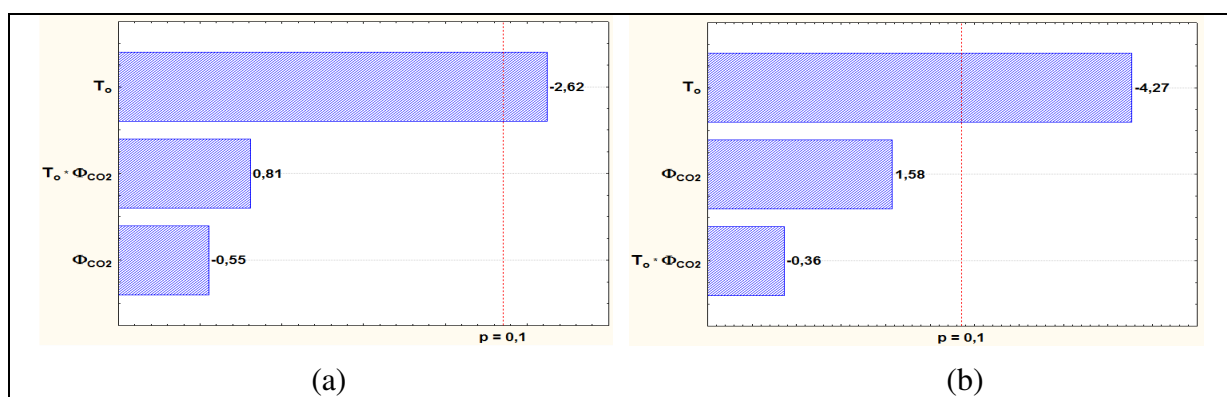 T₀ -2,62
T₀ * Φ_CO2 0,81
Φ_CO2 -0,55
p = 0,1
(a)
T₀ -4,27
Φ_CO2 1,58
T₀ * Φ_CO2 -0,36
p = 0,1
(b)